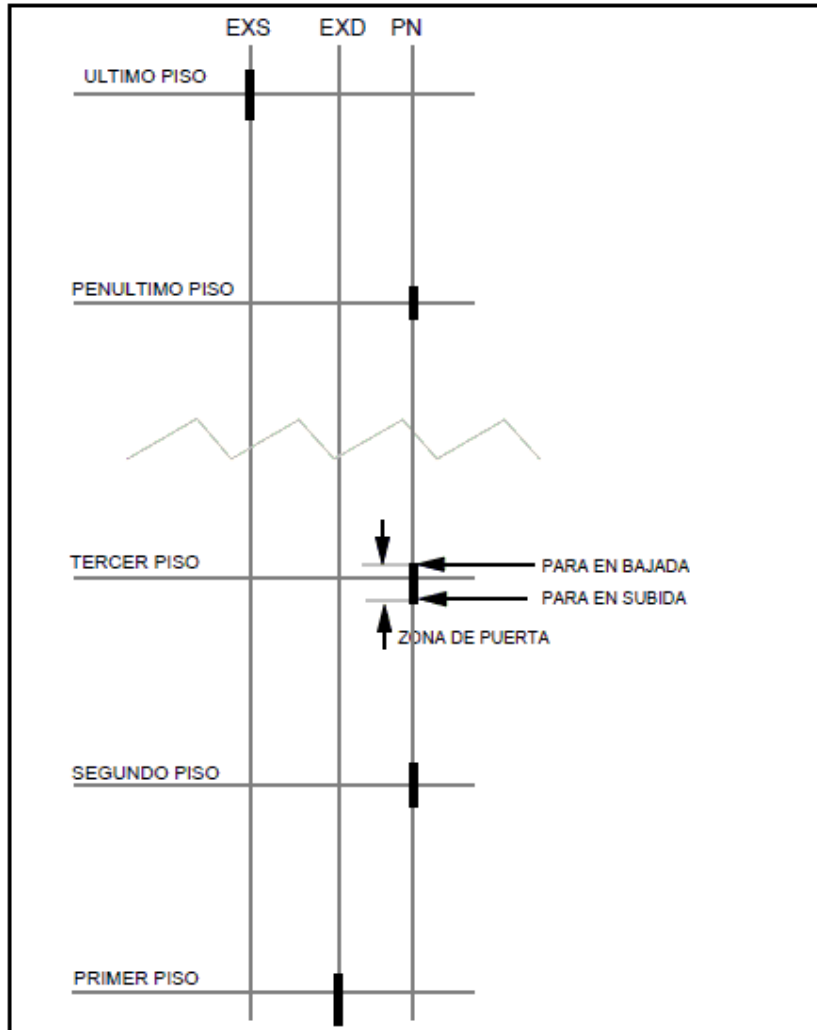 EXS EXD PN
ULTIMO PISO
PENULTIMO PISO
TERCER PISO
PARA EN BAJADA
PARA EN SUBIDA
ZONA DE PUERTA
SEGUNDO PISO
PRIMER PISO